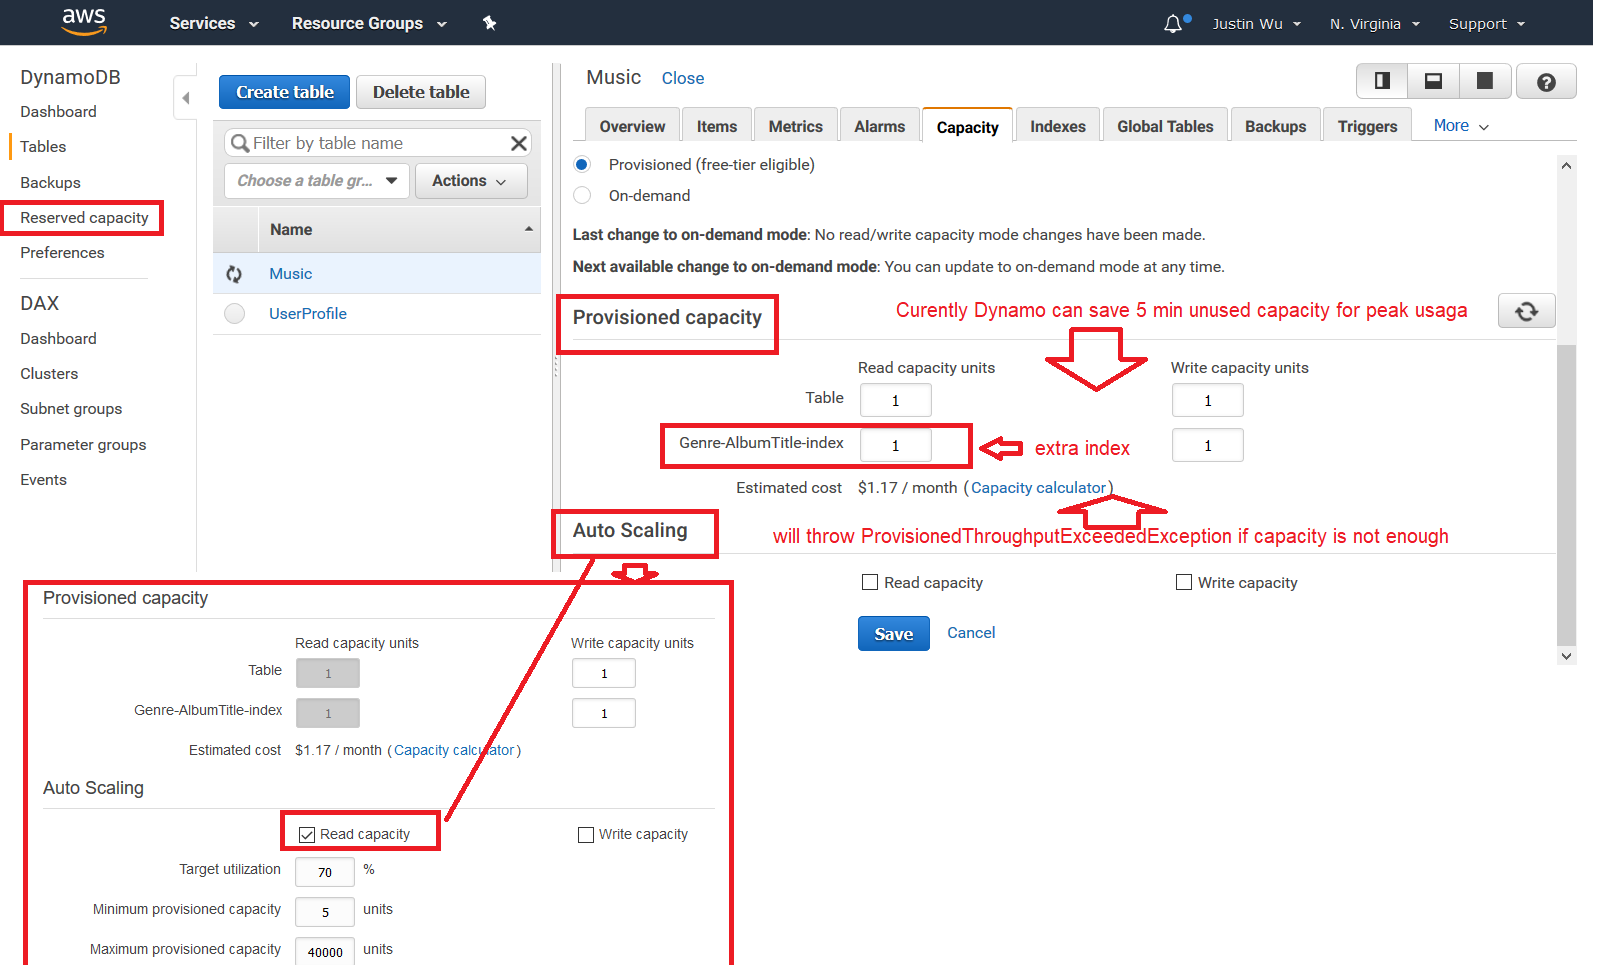 aws Services Resource Groups Justin Wu N. Virginia Support
DynamoDB
Dashboard
Tables
Backups
Reserved capacity
Preferences
DAX
Dashboard
Clusters
Subnet groups
Parameter groups
Events
Create table Delete table
Filter by table name
Choose a table gr... Actions
Name
Music
UserProfile
Music Close
Overview Items Metrics Alarms Capacity Indexes Global Tables Backups Triggers More
Provisioned (free-tier eligible)
On-demand
Last change to on-demand mode: No read/write capacity mode changes have been made.
Next available change to on-demand mode: You can update to on-demand mode at any time.
Provisioned capacity
Curently Dynamo can save 5 min unused capacity for peak usaga
Read capacity units Write capacity units
Table 1 1
Genre-AlbumTitle-index 1 1
extra index
Estimated cost $1.17 / month (Capacity calculator)
Auto Scaling
will throw ProvisionedThroughputExceededException if capacity is not enough
Read capacity Write capacity
Save Cancel
Provisioned capacity
Read capacity units Write capacity units
Table 1 1
Genre-AlbumTitle-index 1 1
Estimated cost $1.17 / month (Capacity calculator)
Auto Scaling
Read capacity Write capacity
Target utilization 70 %
Minimum provisioned capacity 5 units
Maximum provisioned capacity 40000 units